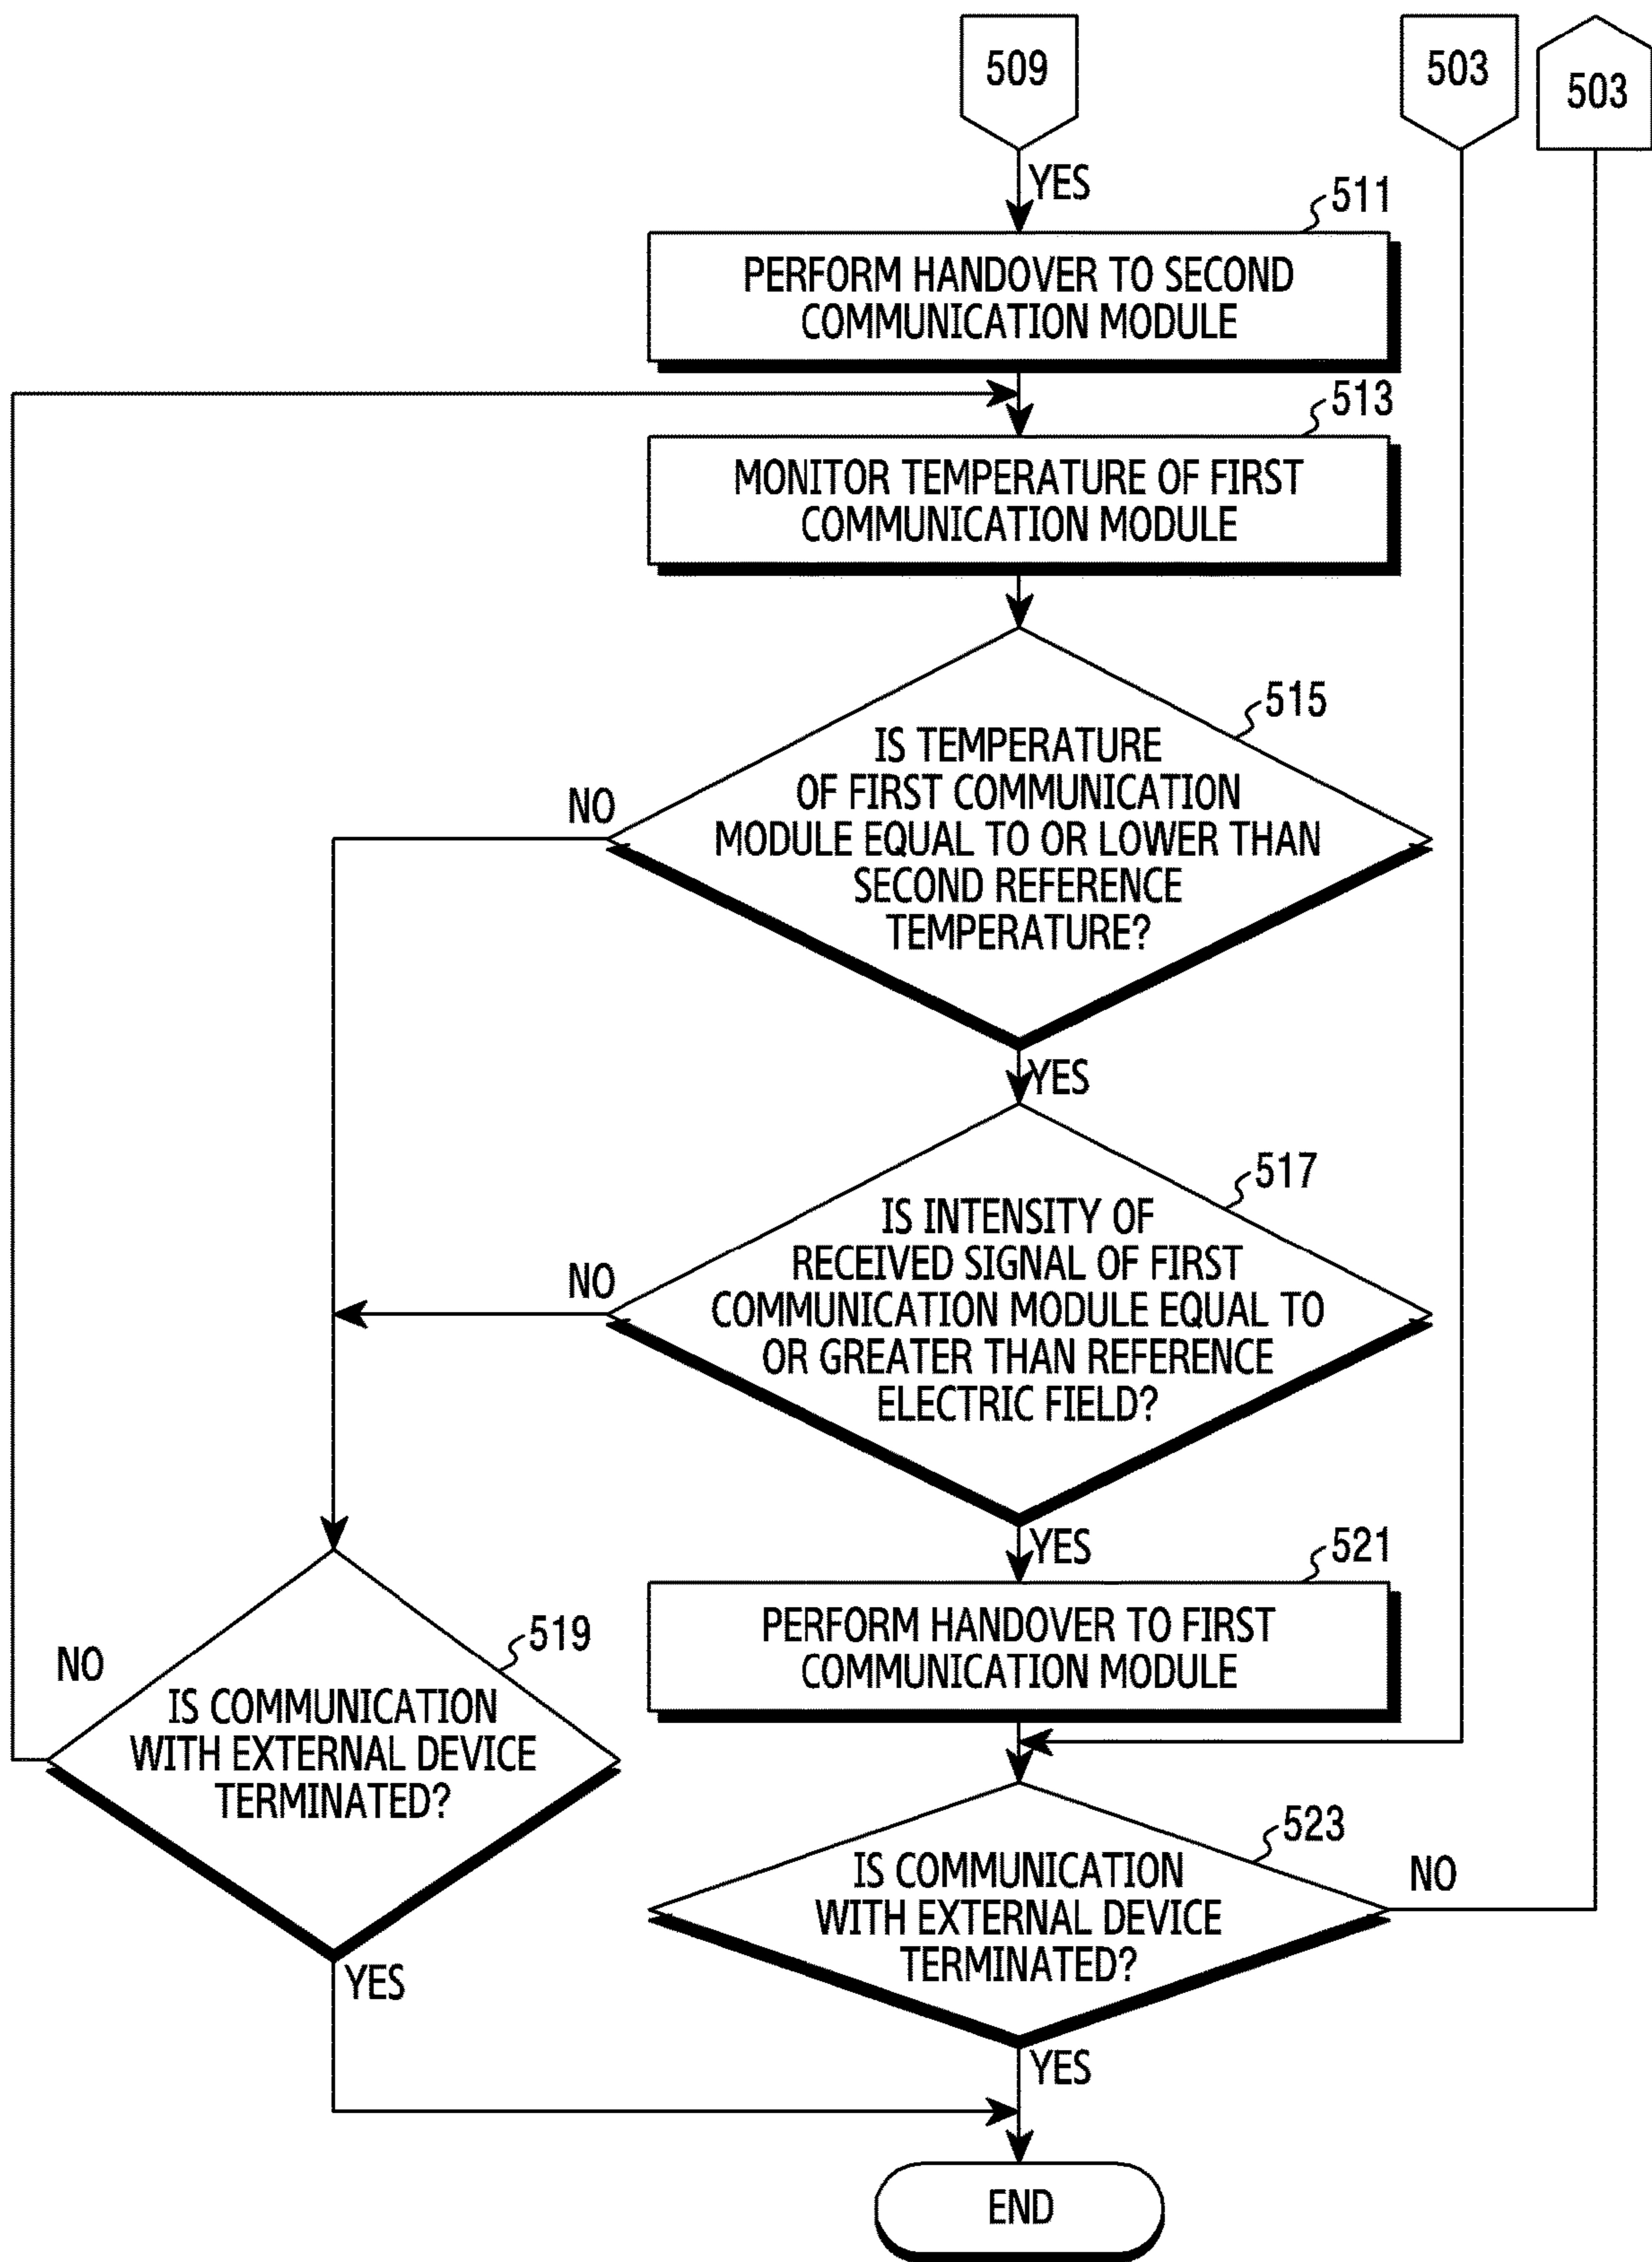 509
503
503
YES
511
PERFORM HANDOVER TO SECOND
COMMUNICATION MODULE
513
MONITOR TEMPERATURE OF FIRST
COMMUNICATION MODULE
515
IS TEMPERATURE
OF FIRST COMMUNICATION
MODULE EQUAL TO OR LOWER THAN
SECOND REFERENCE
TEMPERATURE?
NO
YES
517
IS INTENSITY OF
RECEIVED SIGNAL OF FIRST
COMMUNICATION MODULE EQUAL TO
OR GREATER THAN REFERENCE
ELECTRIC FIELD?
NO
YES
521
PERFORM HANDOVER TO FIRST
COMMUNICATION MODULE
519
NO
IS COMMUNICATION
WITH EXTERNAL DEVICE
TERMINATED?
YES
523
IS COMMUNICATION
WITH EXTERNAL DEVICE
TERMINATED?
NO
YES
END